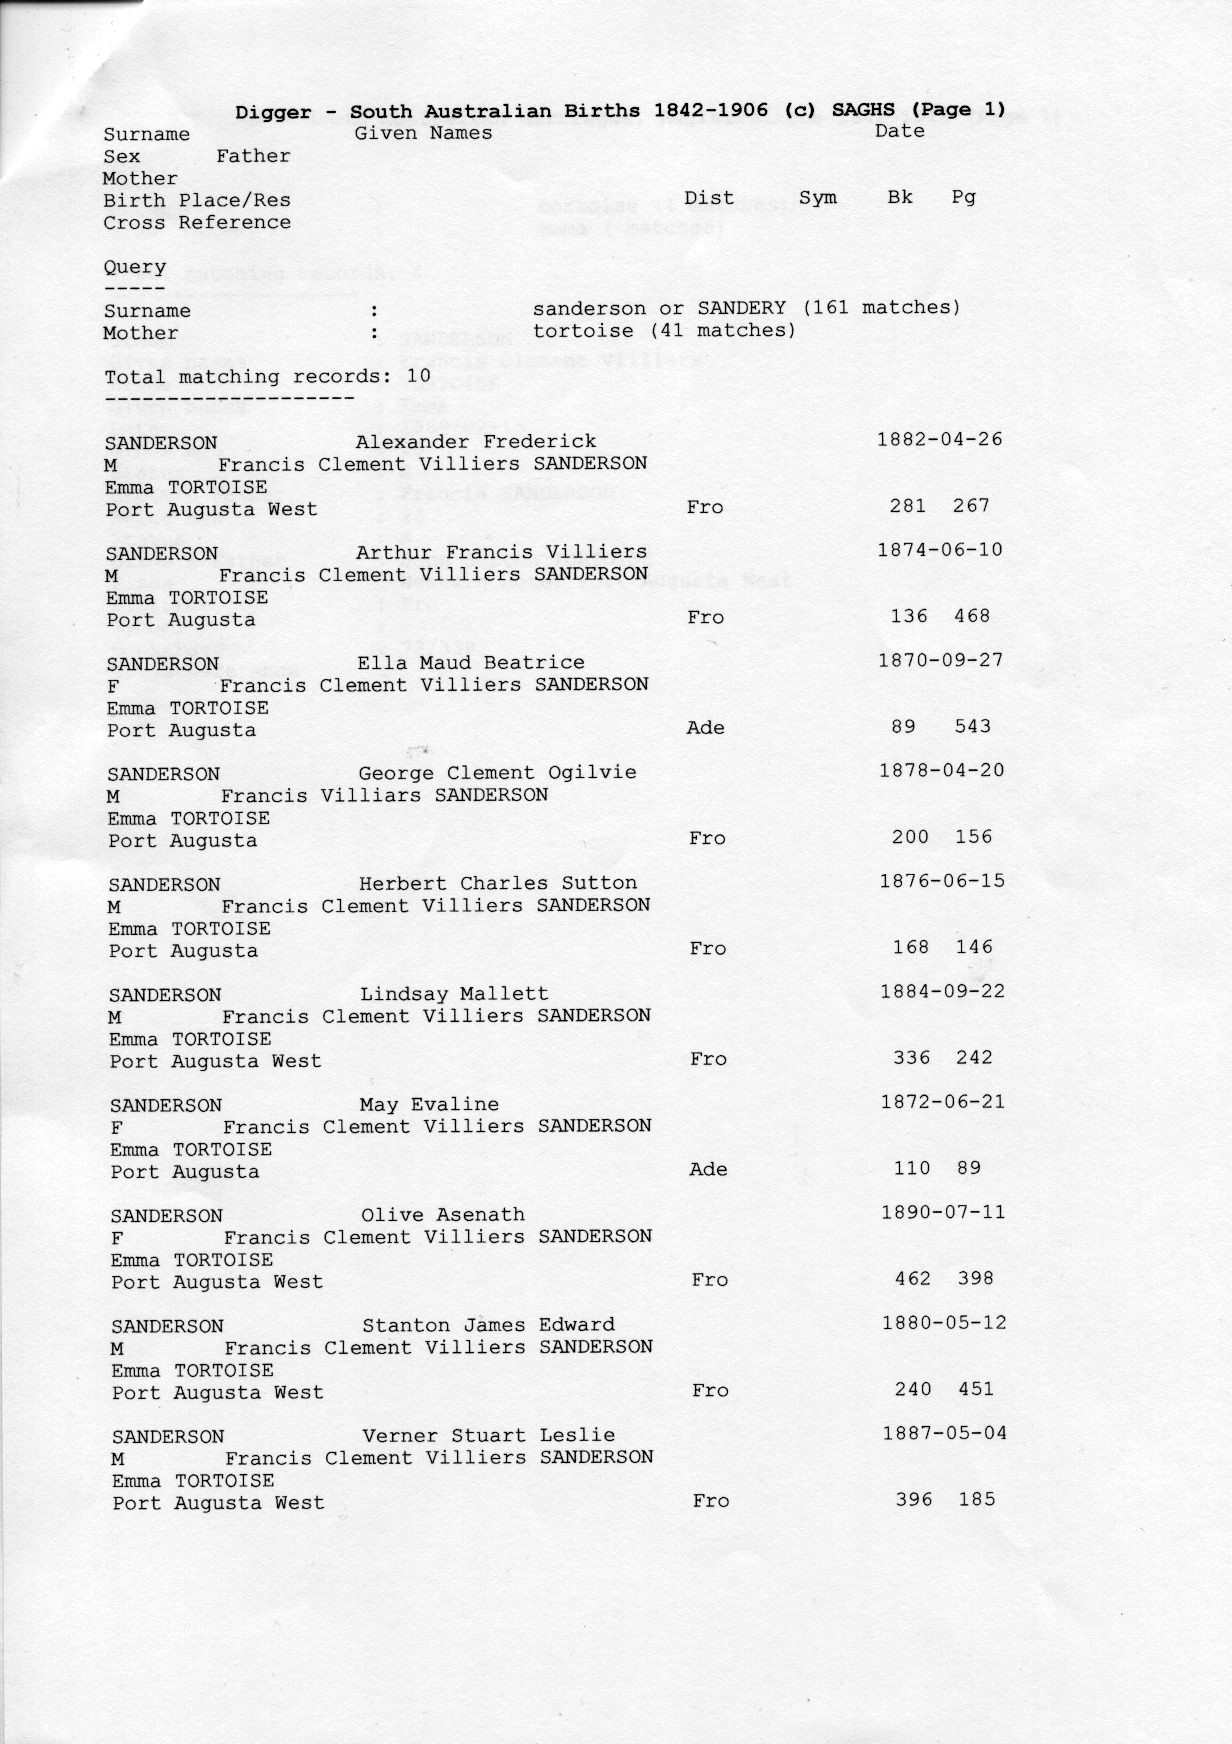 Digger - South Australian Births 1842-1906 (c) SAGHS (Page 1)
Surname Given Names Date
Sex Father
Mother
Birth Place/Res Dist Sym Bk Pg
Cross Reference
Query
-----
Surname : sanderson or SANDERY (161 matches)
Mother : tortoise (41 matches)
Total matching records: 10
--------------------
SANDERSON Alexander Frederick 1882-04-26
M Francis Clement Villiers SANDERSON
Emma TORTOISE
Port Augusta West Fro 281 267
SANDERSON Arthur Francis Villiers 1874-06-10
M Francis Clement Villiers SANDERSON
Emma TORTOISE
Port Augusta Fro 136 468
SANDERSON Ella Maud Beatrice 1870-09-27
F Francis Clement Villiers SANDERSON
Emma TORTOISE
Port Augusta Ade 89 543
SANDERSON George Clement Ogilvie 1878-04-20
M Francis Villiars SANDERSON
Emma TORTOISE
Port Augusta Fro 200 156
SANDERSON Herbert Charles Sutton 1876-06-15
M Francis Clement Villiers SANDERSON
Emma TORTOISE
Port Augusta Fro 168 146
SANDERSON Lindsay Mallett 1884-09-22
M Francis Clement Villiers SANDERSON
Emma TORTOISE
Port Augusta West Fro 336 242
SANDERSON May Evaline 1872-06-21
F Francis Clement Villiers SANDERSON
Emma TORTOISE
Port Augusta Ade 110 89
SANDERSON Olive Asenath 1890-07-11
F Francis Clement Villiers SANDERSON
Emma TORTOISE
Port Augusta West Fro 462 398
SANDERSON Stanton James Edward 1880-05-12
M Francis Clement Villiers SANDERSON
Emma TORTOISE
Port Augusta West Fro 240 451
SANDERSON Verner Stuart Leslie 1887-05-04
M Francis Clement Villiers SANDERSON
Emma TORTOISE
Port Augusta West Fro 396 185